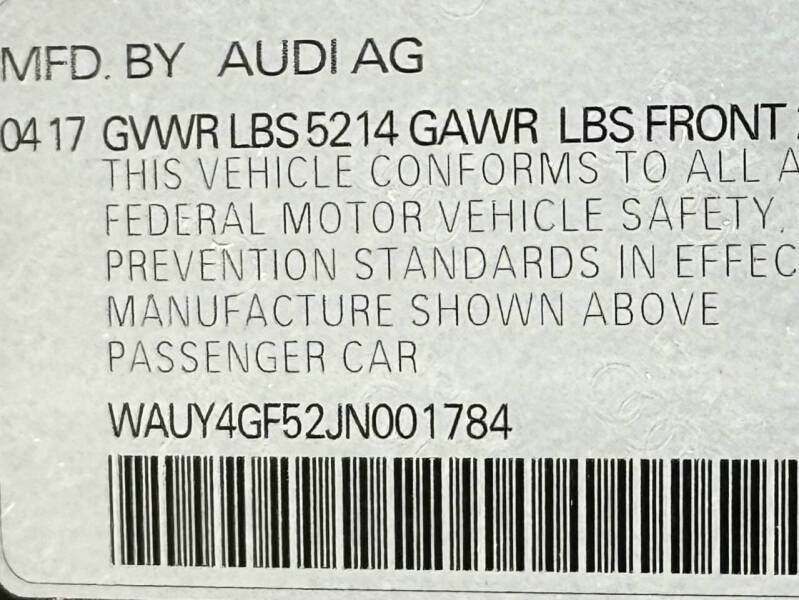 MFD. BY AUDI AG
04 17 GVWR LBS 5214 GAWR LBS FRONT
THIS VEHICLE CONFORMS TO ALL A
FEDERAL MOTOR VEHICLE SAFETY,
PREVENTION STANDARDS IN EFFEC
MANUFACTURE SHOWN ABOVE
PASSENGER CAR
WAUY4GF52JN001784